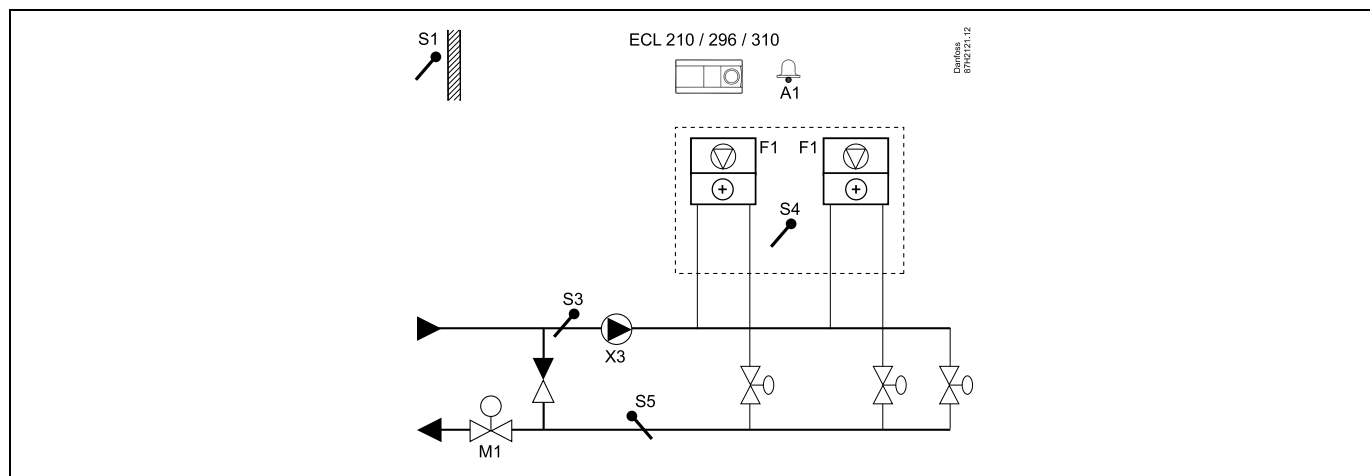 S1
ECL 210 / 296 / 310
Danfoss
87H2121.12
A1
F1
F1
S4
S3
X3
S5
M1